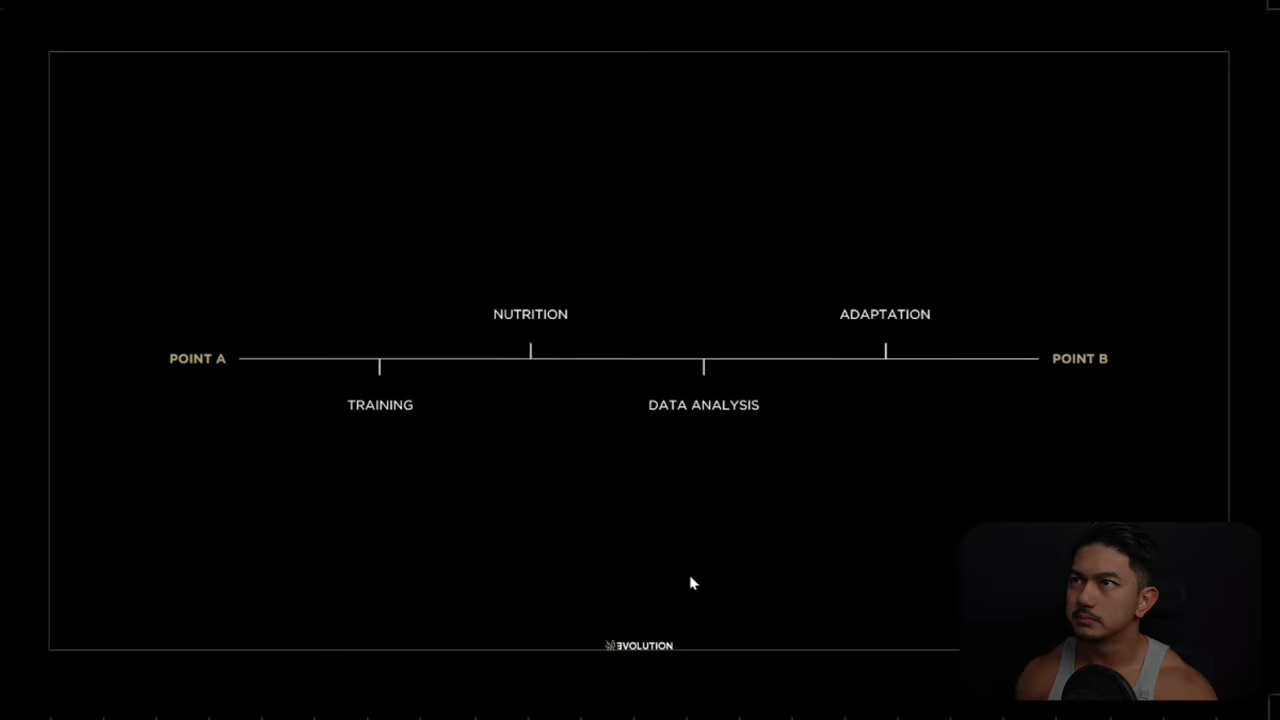 NUTRITION
ADAPTATION
POINT A
POINT B
TRAINING
DATA ANALYSIS
EVOLUTION